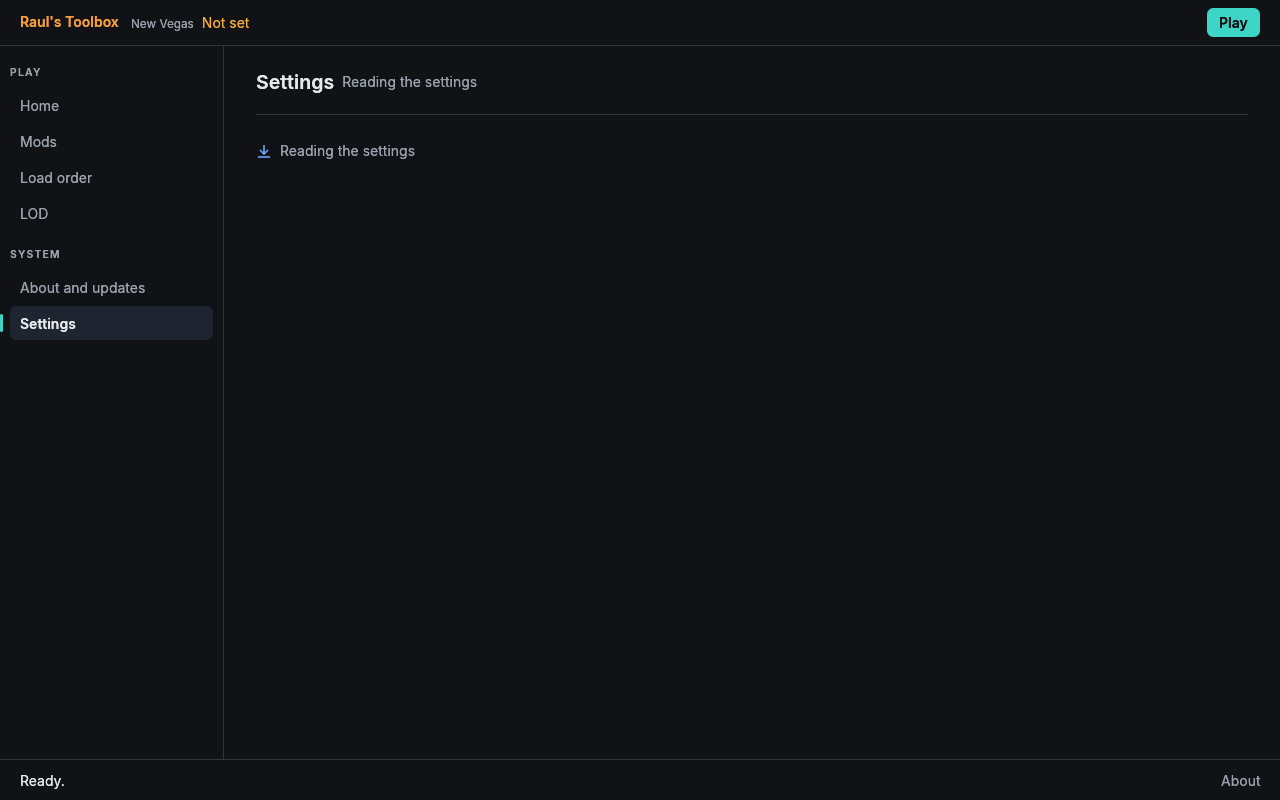 Raul's Toolbox New Vegas Not set Play
PLAY
Home
Mods
Load order
LOD
SYSTEM
About and updates
Settings
Settings Reading the settings
Reading the settings
Ready. About